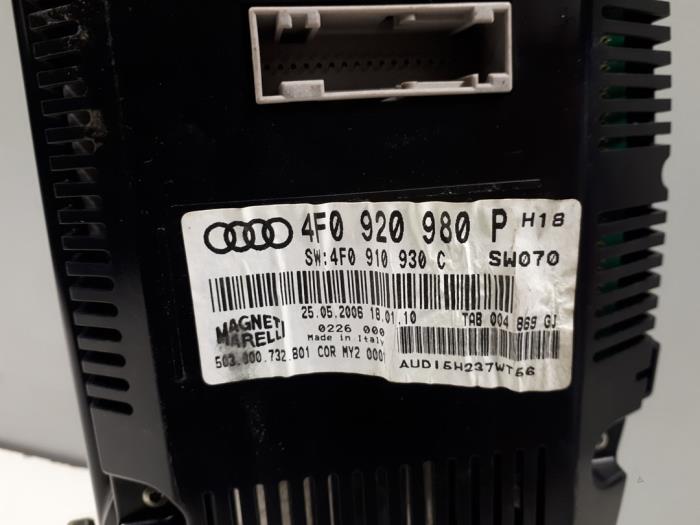 4F0 920 980 P H18
SW:4F0 910 930 C SW070
25.05.2006 18.01.10 TAB 004 869 GJ
MAGNETI MARELLI
0226 000
Made in Italy
503.000.732.801 COR MY2 0001
AUDI5H237WT56